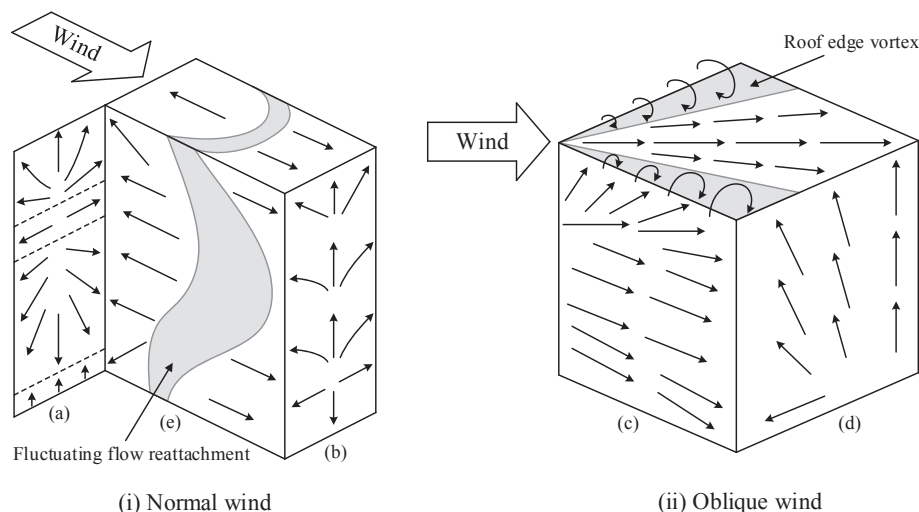 Wind
(a)
(e)
(b)
Fluctuating flow reattachment
(i) Normal wind
Roof edge vortex
Wind
(c)
(d)
(ii) Oblique wind